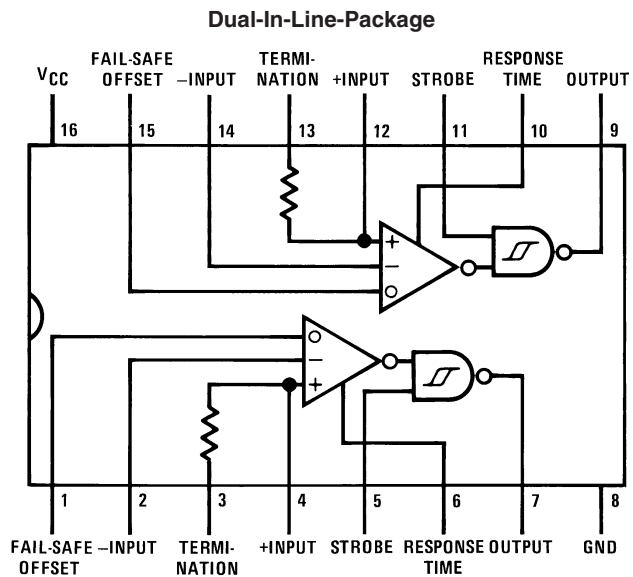 Dual-In-Line-Package
VCC
FAIL-SAFE
OFFSET
–INPUT
TERMI-
NATION
+INPUT
STROBE
RESPONSE
TIME
OUTPUT
16
15
14
13
12
11
10
9
+
–
+
–
1
2
3
4
5
6
7
8
FAIL-SAFE
OFFSET
–INPUT
TERMI-
NATION
+INPUT
STROBE
RESPONSE
TIME
OUTPUT
GND